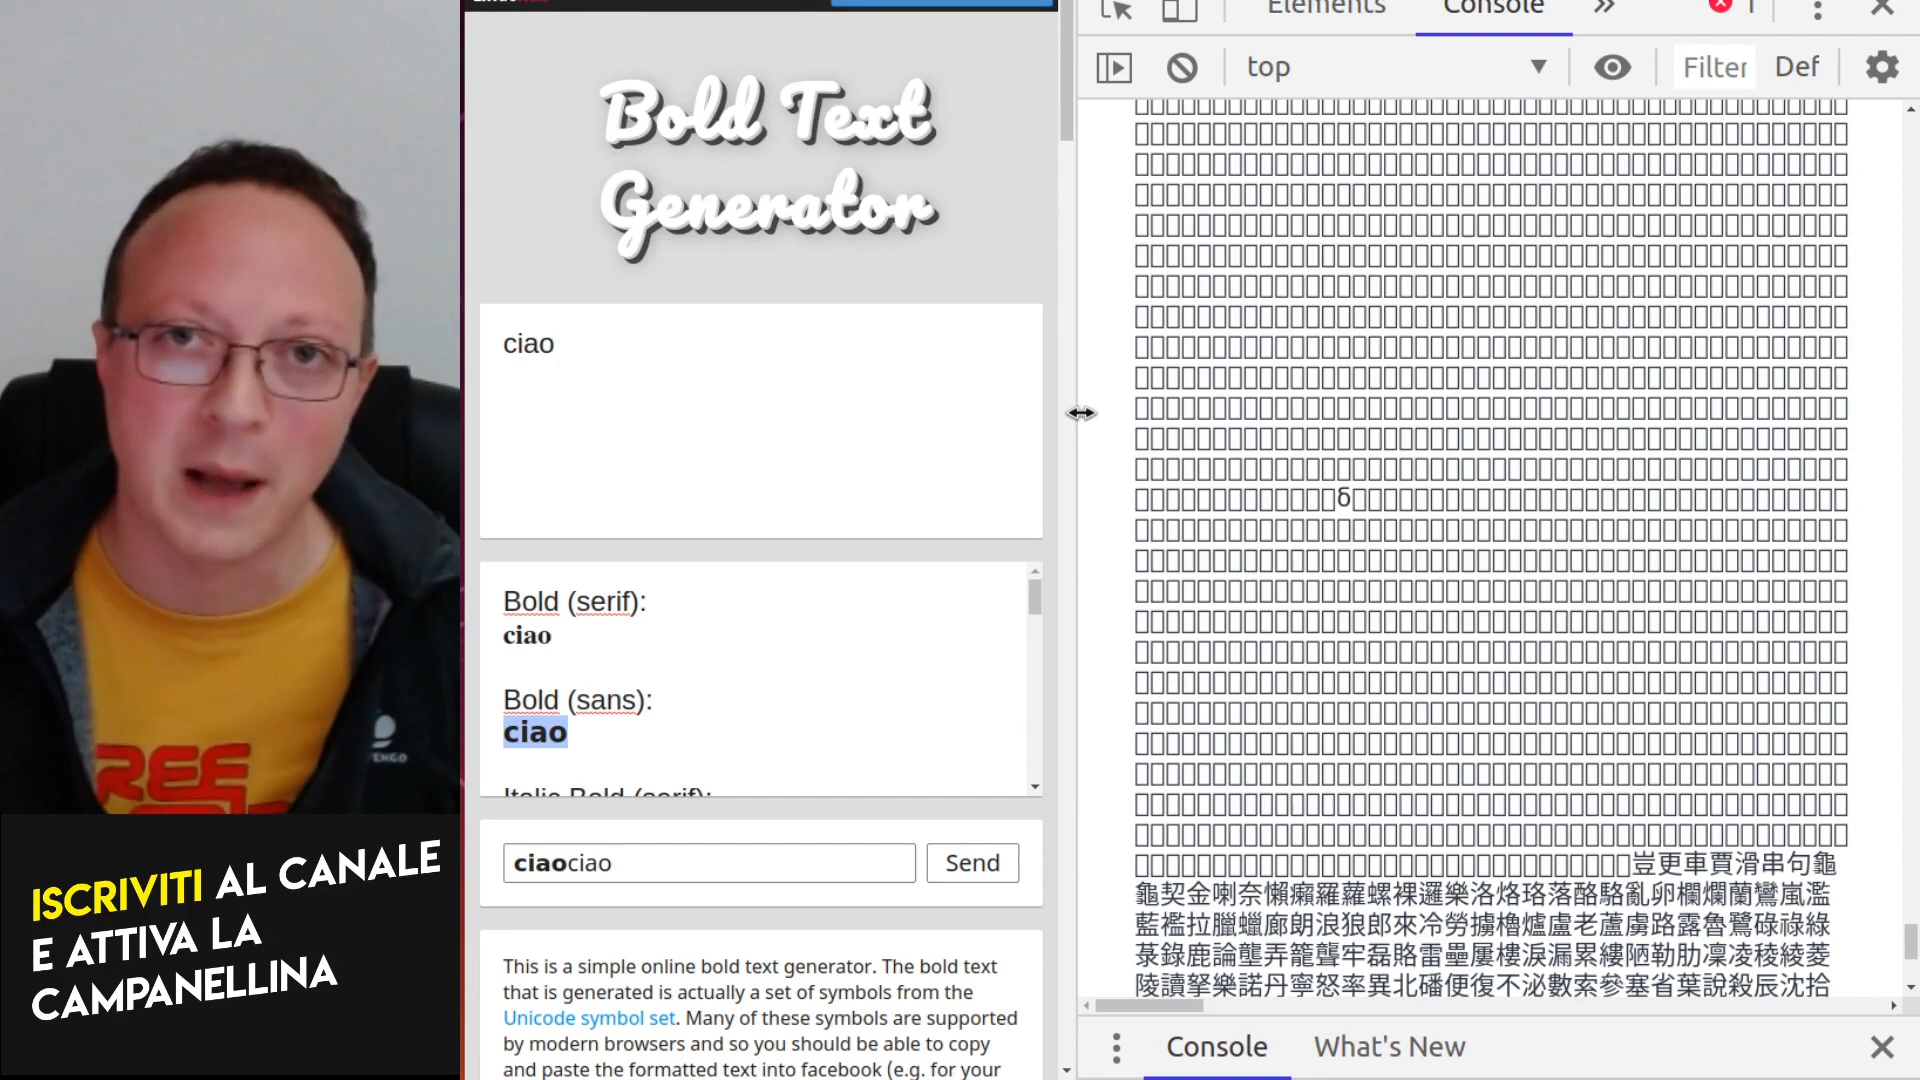 Elements
Console
1
top
Filter
Def
Bold Text
Generator
ciao
Bold (serif):
𝐜𝐢𝐚𝐨
Bold (sans):
𝗰𝗶𝗮𝗼
Italic Bold (serif):
𝗰𝗶𝗮𝗼ciao
Send
This is a simple online bold text generator. The bold text
that is generated is actually a set of symbols from the
Unicode symbol set. Many of these symbols are supported
by modern browsers and so you should be able to copy
and paste the formatted text into facebook (e.g. for your
ISCRIVITI AL CANALE
E ATTIVA LA
CAMPANELLINA
δ
豈更車賈滑串句龜
龜契金喇奈懶癩羅蘿螺裸邏樂洛烙珞落酪駱亂卵欄爛蘭鸞嵐濫
藍襤拉臘蠟廊朗浪狼郎來冷勞擄櫓爐盧老蘆虜路露魯鷺碌祿綠
菉錄鹿論壟弄籠聾牢磊賂雷壘屢樓淚漏累縷陋勒肋凜凌稜綾菱
陵讀拏樂諾丹寧怒率異北磻便復不泌數索參塞省葉說殺辰沈拾
Console
What's New